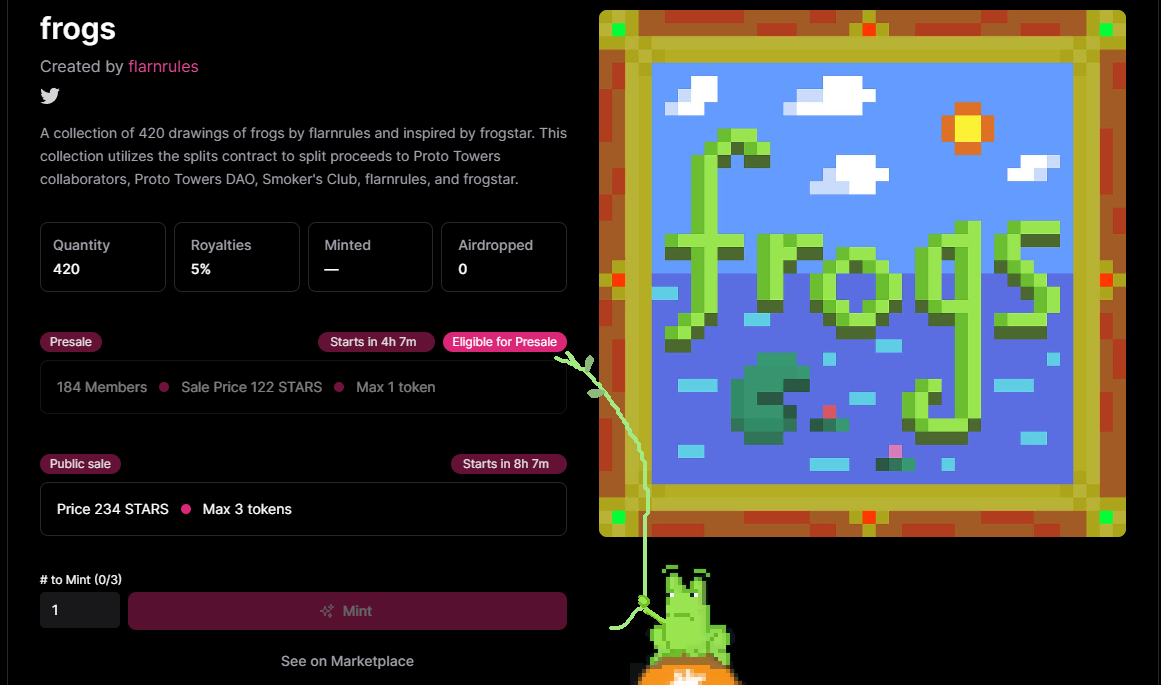 frogs
Created by flarnrules
A collection of 420 drawings of frogs by flarnrules and inspired by frogstar. This
collection utilizes the splits contract to split proceeds to Proto Towers
collaborators, Proto Towers DAO, Smoker's Club, flarnrules, and frogstar.
Quantity Royalties Minted Airdropped
420 5% — 0
Presale Starts in 4h 7m Eligible for Presale
184 Members Sale Price 122 STARS Max 1 token
Public sale Starts in 8h 7m
Price 234 STARS Max 3 tokens
# to Mint (0/3)
1 Mint
See on Marketplace
frogs